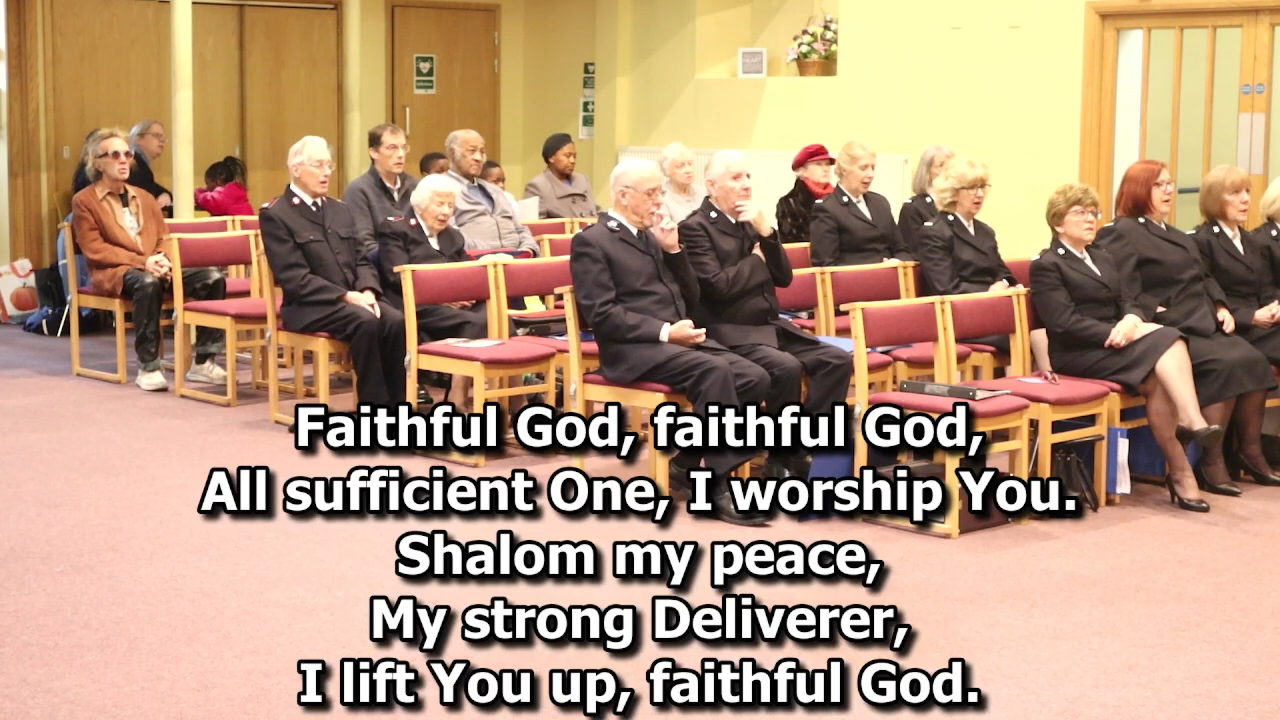 Faithful God, faithful God,
All sufficient One, I worship You.
Shalom my peace,
My strong Deliverer,
I lift You up, faithful God.